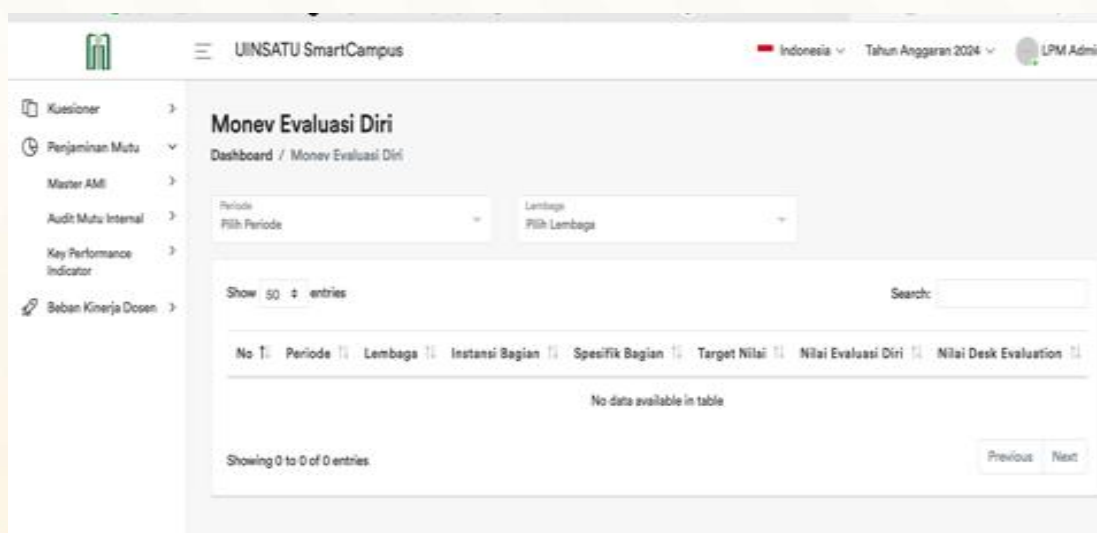 UINSATU SmartCampus
Indonesia
Tahun Anggaran 2024
LPM Admi
Kuesioner
Penjaminan Mutu
Master AMI
Audit Mutu Internal
Key Performance
Indicator
Beban Kinerja Dosen
Monev Evaluasi Diri
Dashboard / Monev Evaluasi Diri
Periode
Pilih Periode
Lembaga
Pilih Lembaga
Show 50 entries
Search:
No Periode Lembaga Instansi Bagian Spesifik Bagian Target Nilai Nilai Evaluasi Diri Nilai Desk Evaluation
No data available in table
Showing 0 to 0 of 0 entries
Previous Next